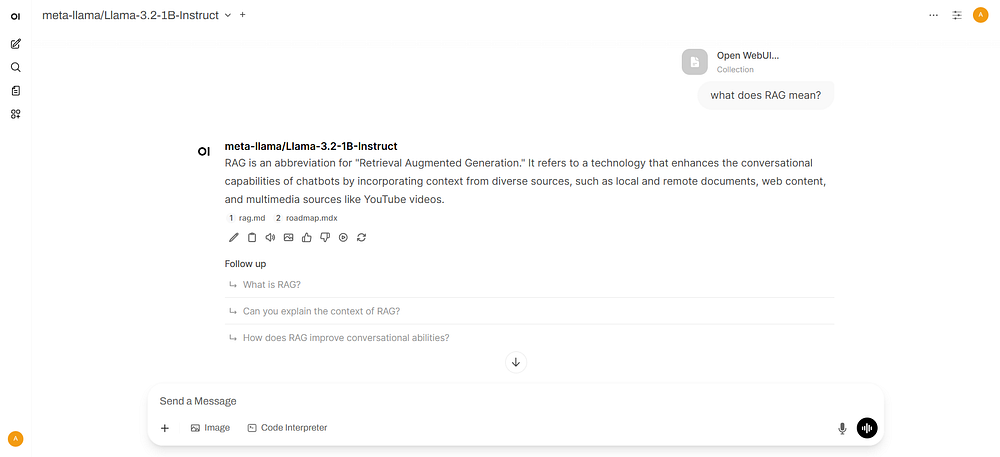 OI
meta-llama/Llama-3.2-1B-Instruct
A
Open WebUI...
Collection
what does RAG mean?
OI
meta-llama/Llama-3.2-1B-Instruct
RAG is an abbreviation for "Retrieval Augmented Generation." It refers to a technology that enhances the conversational
capabilities of chatbots by incorporating context from diverse sources, such as local and remote documents, web content,
and multimedia sources like YouTube videos.
1 rag.md 2 roadmap.mdx
Follow up
What is RAG?
Can you explain the context of RAG?
How does RAG improve conversational abilities?
Send a Message
Image Code Interpreter
A